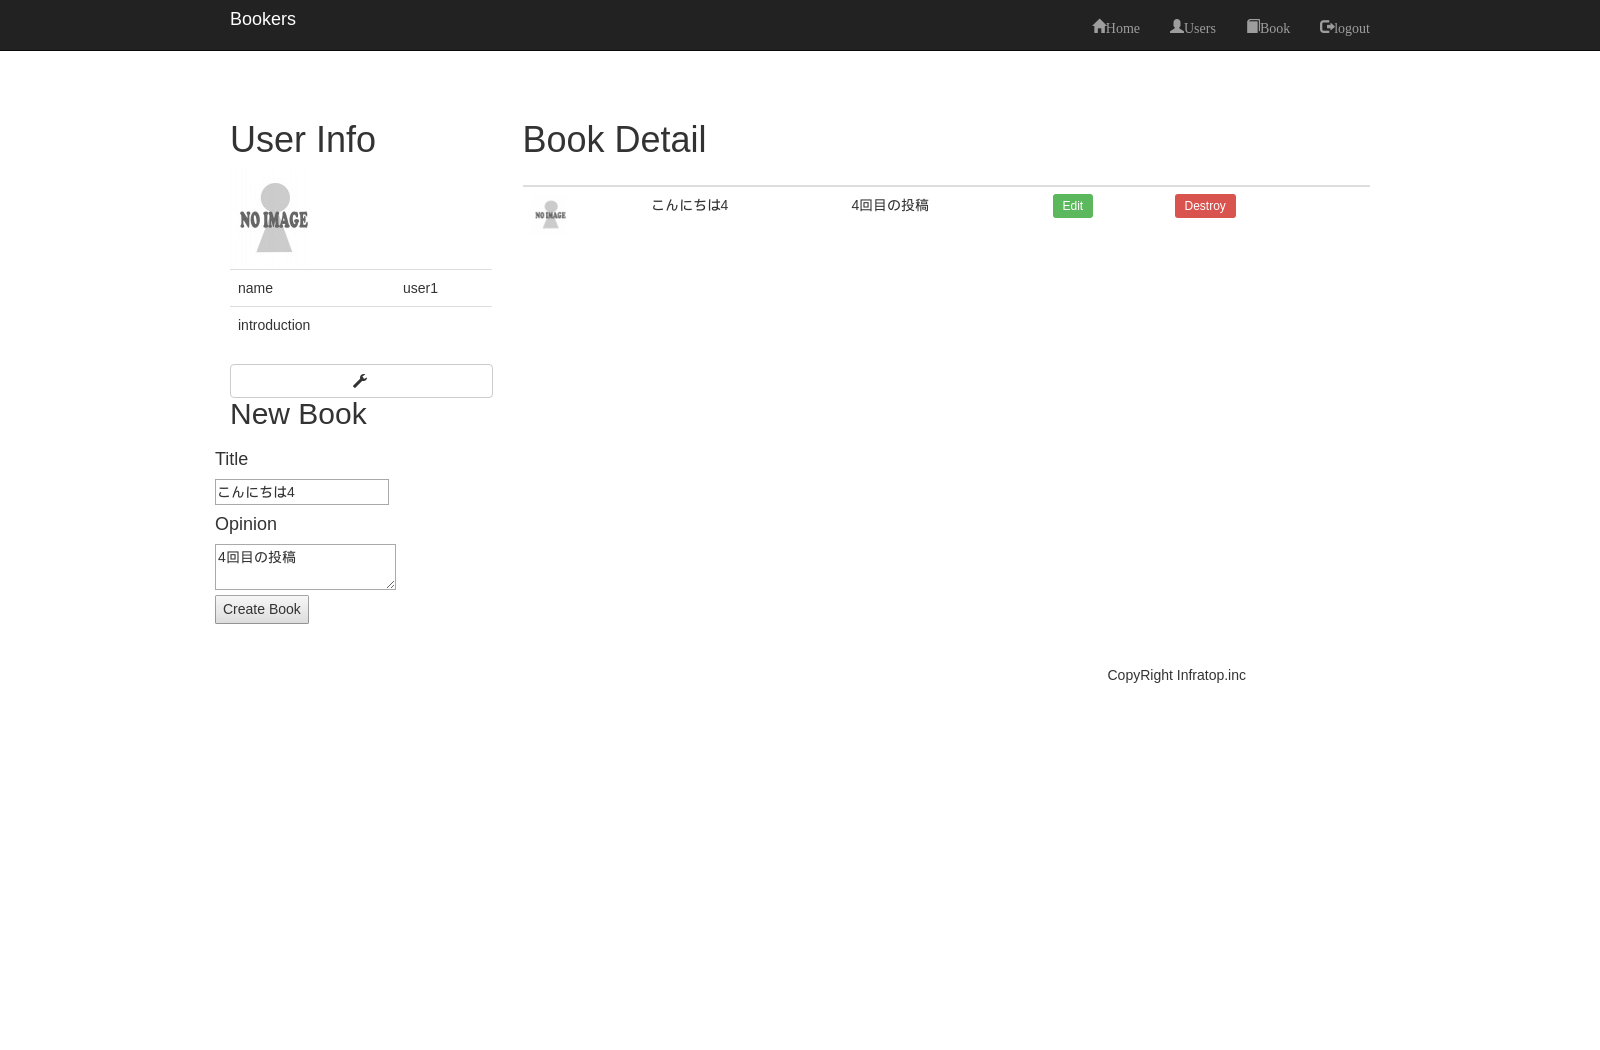 Bookers
Home Users Book logout
User Info
NO IMAGE
name user1
introduction
New Book
Title
こんにちは4
Opinion
4回目の投稿
Create Book
Book Detail
NO IMAGE こんにちは4 4回目の投稿 Edit Destroy
CopyRight Infratop.inc